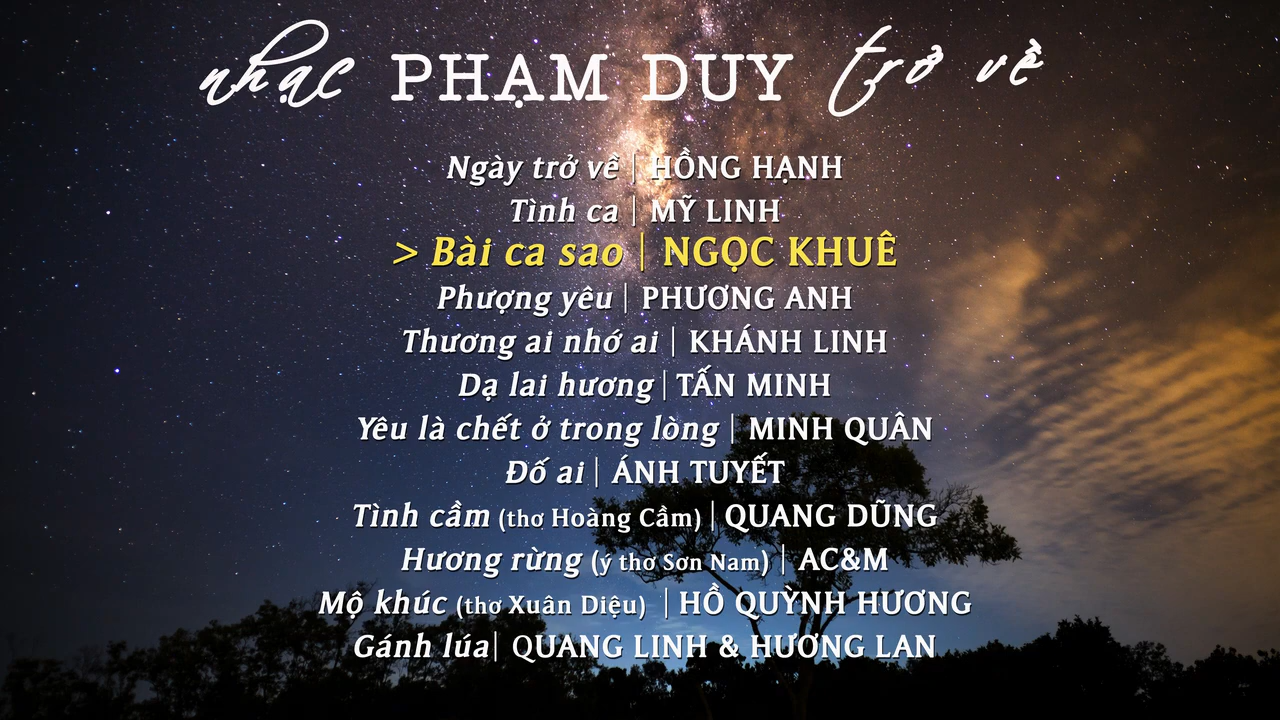 nhạc PHẠM DUY trở về
Ngày trở về | HỒNG HẠNH
Tình ca | MỸ LINH
> Bài ca sao | NGỌC KHUÊ
Phượng yêu | PHƯƠNG ANH
Thương ai nhớ ai | KHÁNH LINH
Dạ lai hương | TẤN MINH
Yêu là chết ở trong lòng | MINH QUÂN
Đố ai | ÁNH TUYẾT
Tình cầm (thơ Hoàng Cầm) | QUANG DŨNG
Hương rừng (ý thơ Sơn Nam) | AC&M
Mộ khúc (thơ Xuân Diệu) | HỒ QUỲNH HƯƠNG
Gánh lúa| QUANG LINH & HƯƠNG LAN